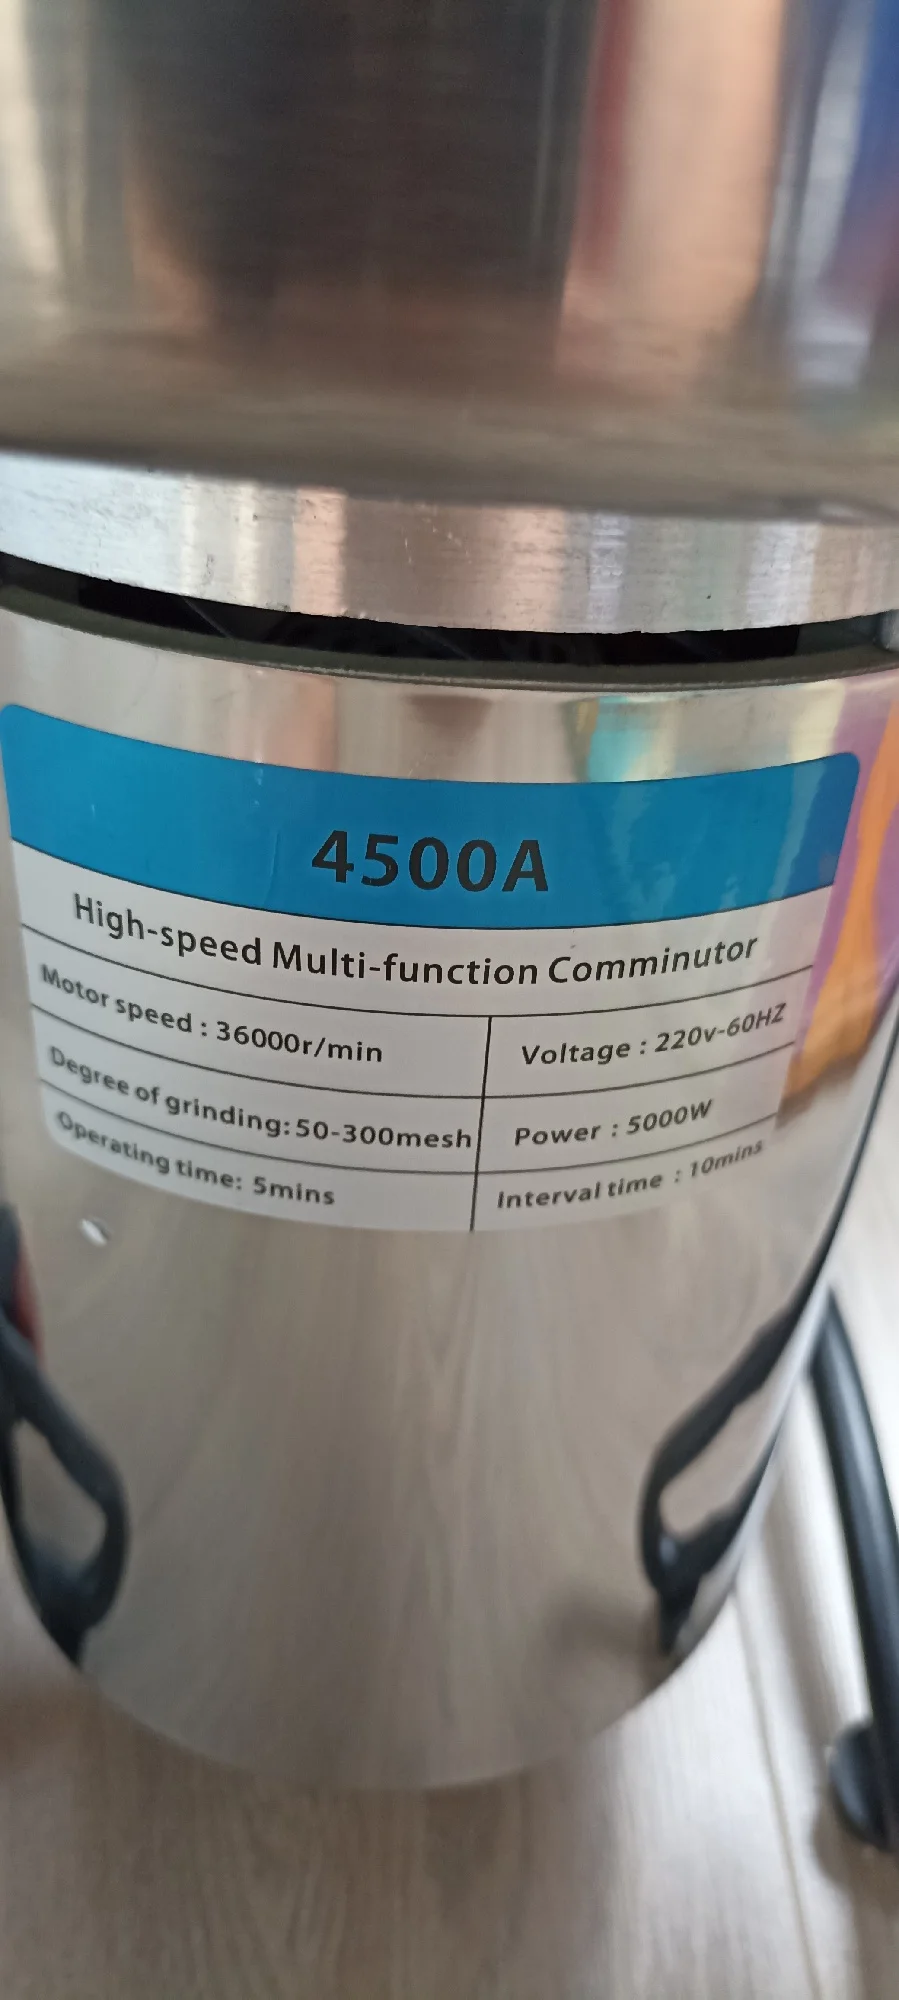 4500A
High-speed Multi-function Comminutor
Motor speed : 36000r/min
Voltage : 220v-60HZ
Degree of grinding:50-300mesh
Power : 5000W
Operating time: 5mins
Interval time : 10mins